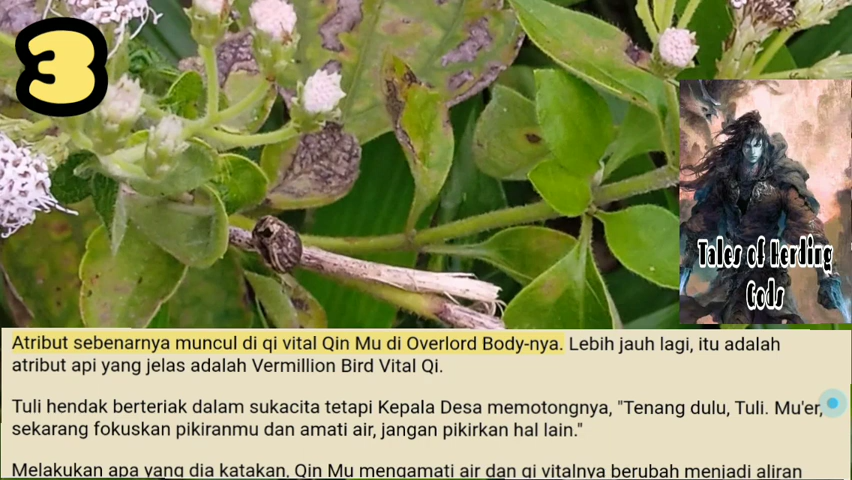 3
Tales of Herding
Gods
Atribut sebenarnya muncul di qi vital Qin Mu di Overlord Body-nya. Lebih jauh lagi, itu adalah
atribut api yang jelas adalah Vermillion Bird Vital Qi.
Tuli hendak berteriak dalam sukacita tetapi Kepala Desa memotongnya, "Tenang dulu, Tuli. Mu'er,
sekarang fokuskan pikiranmu dan amati air, jangan pikirkan hal lain."
Melakukan apa yang dia katakan, Qin Mu mengamati air dan qi vitalnya berubah menjadi aliran